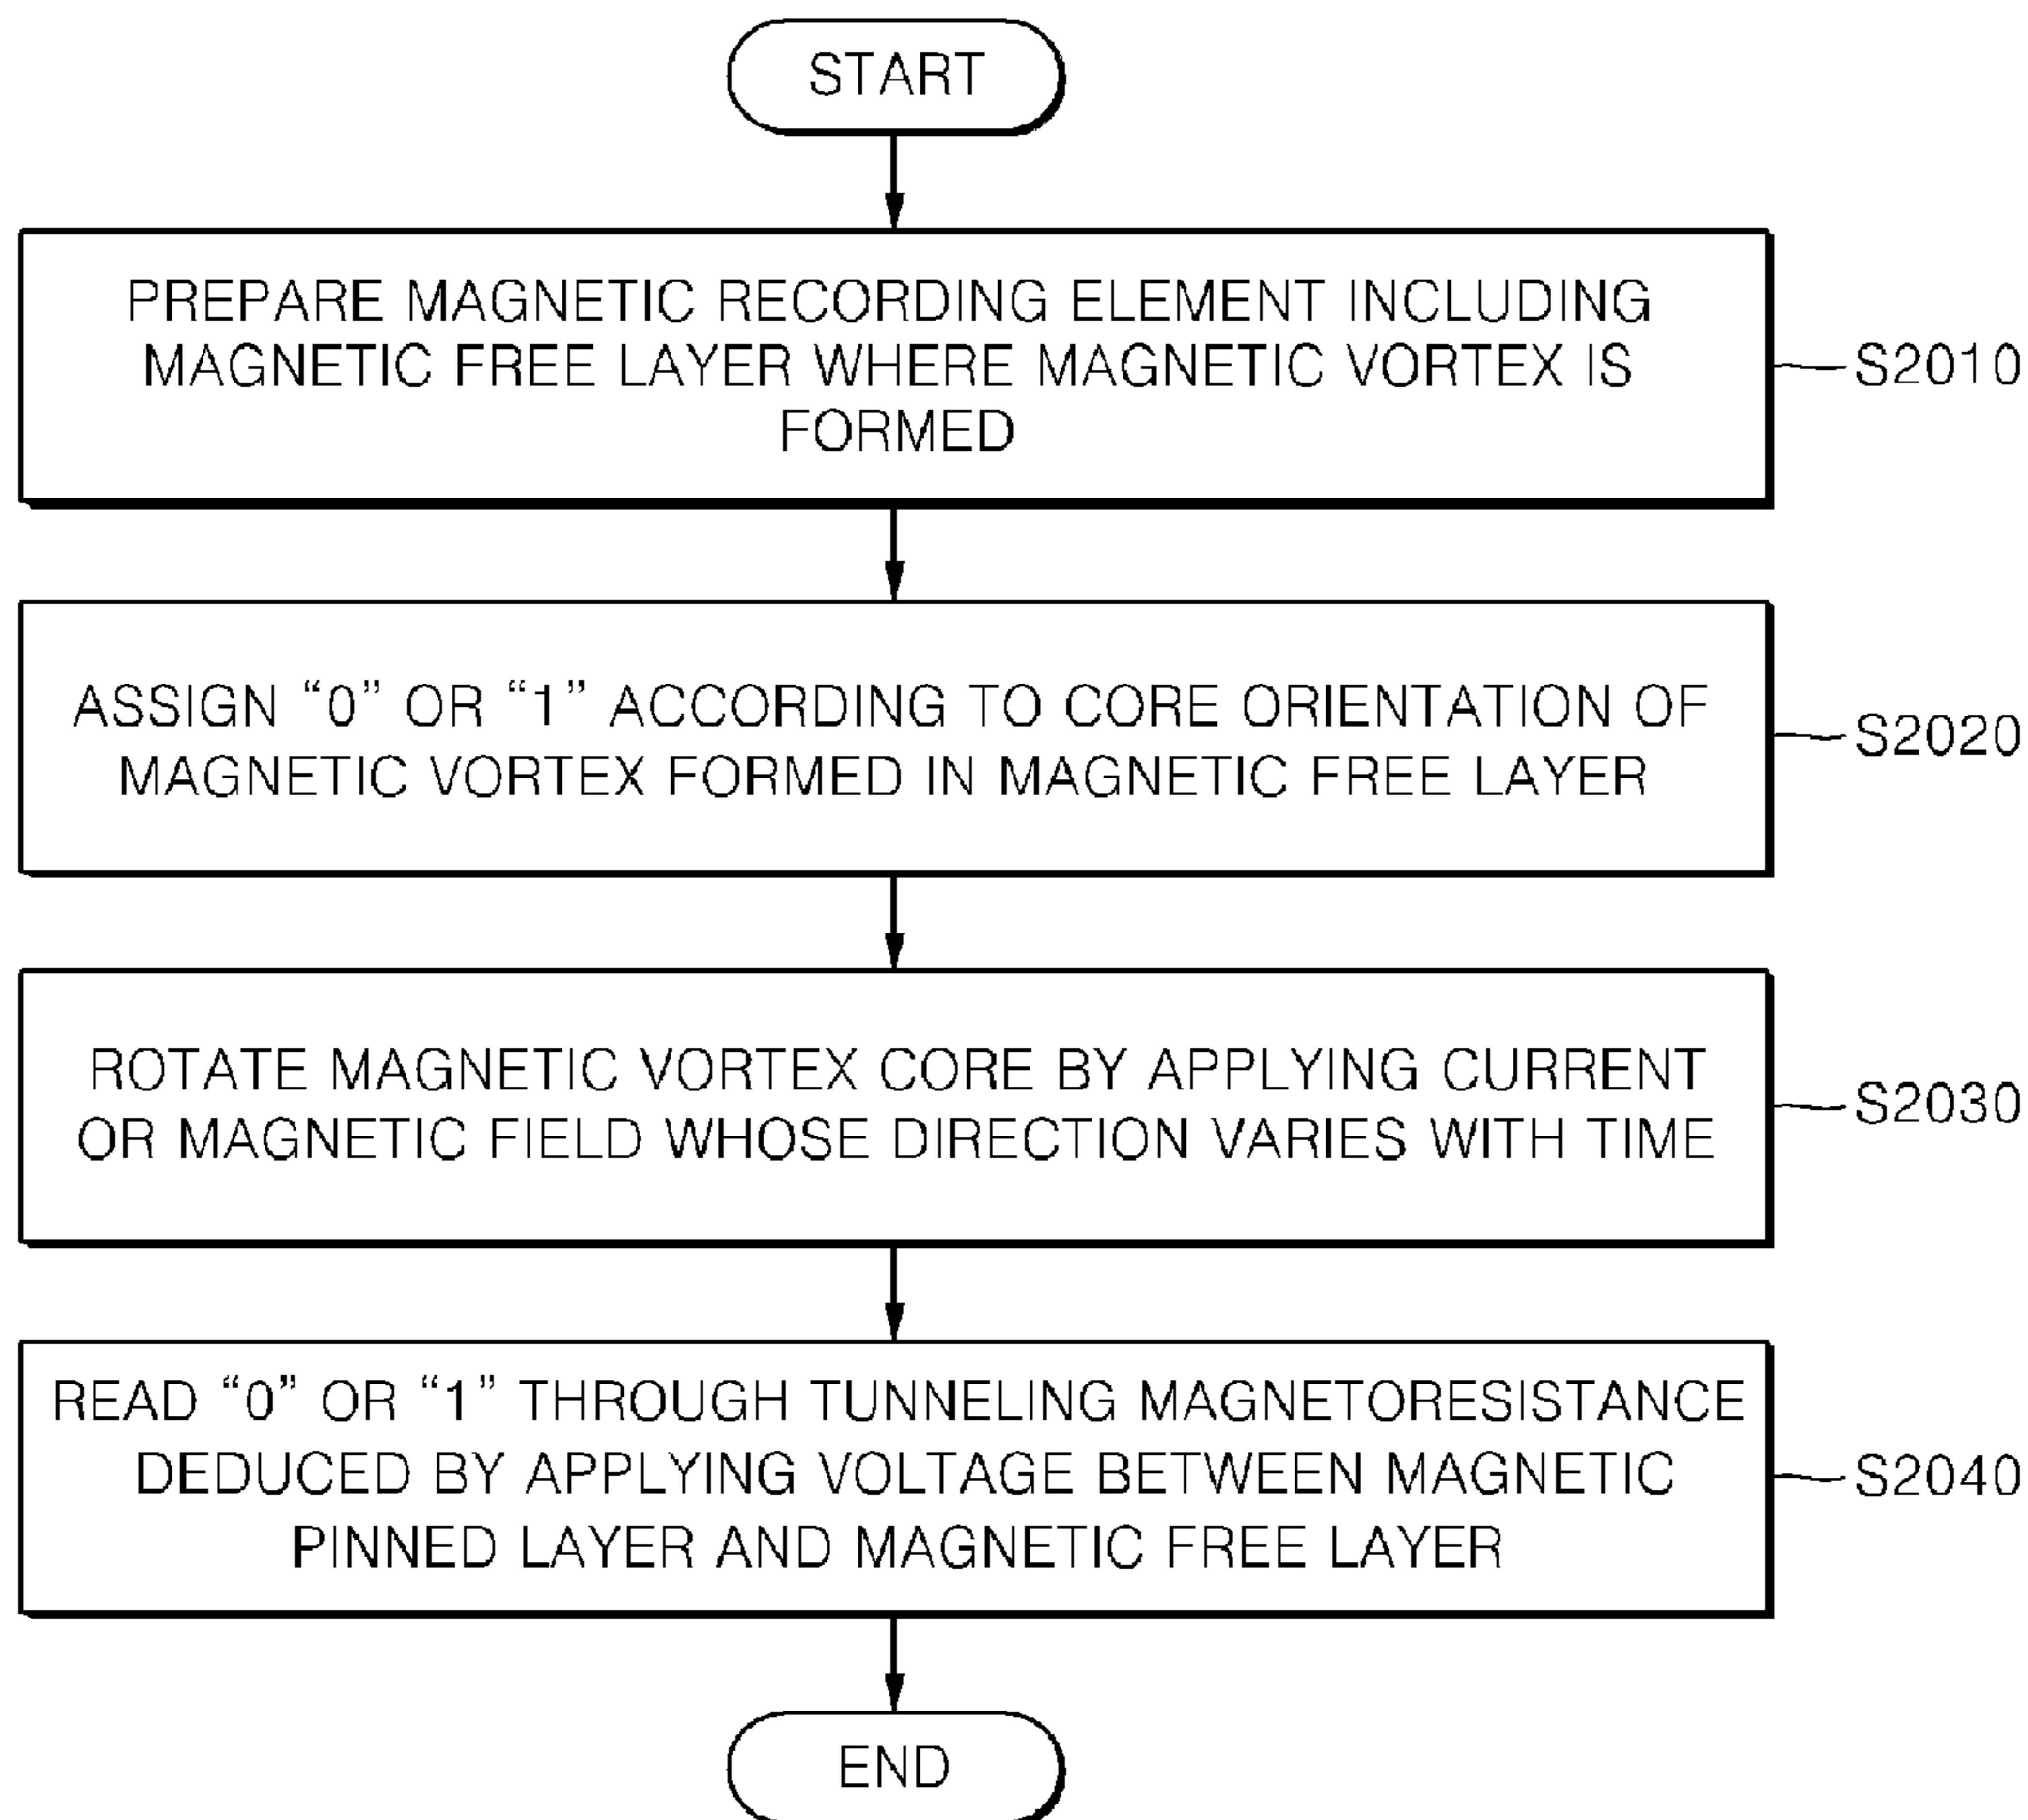 START
PREPARE MAGNETIC RECORDING ELEMENT INCLUDING
MAGNETIC FREE LAYER WHERE MAGNETIC VORTEX IS
FORMED
S2010
ASSIGN “0” OR “1” ACCORDING TO CORE ORIENTATION OF
MAGNETIC VORTEX FORMED IN MAGNETIC FREE LAYER
S2020
ROTATE MAGNETIC VORTEX CORE BY APPLYING CURRENT
OR MAGNETIC FIELD WHOSE DIRECTION VARIES WITH TIME
S2030
READ “0” OR “1” THROUGH TUNNELING MAGNETORESISTANCE
DEDUCED BY APPLYING VOLTAGE BETWEEN MAGNETIC
PINNED LAYER AND MAGNETIC FREE LAYER
S2040
END